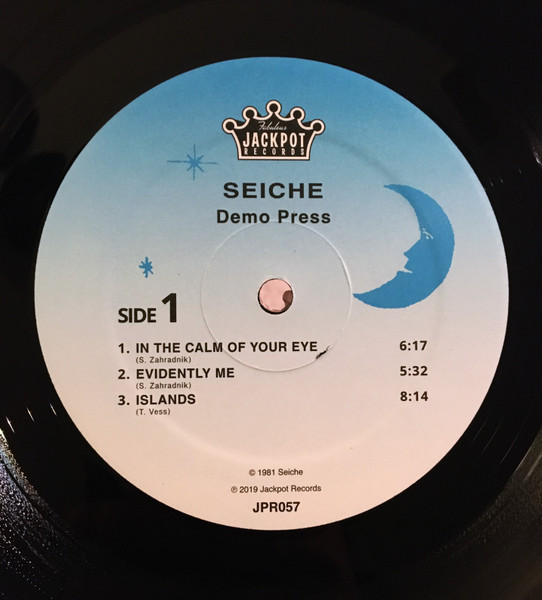 Fabulous
JACKPOT
RECORDS
SEICHE
Demo Press
SIDE 1
1. IN THE CALM OF YOUR EYE 6:17
(S. Zahradnik)
2. EVIDENTLY ME 5:32
(S. Zahradnik)
3. ISLANDS 8:14
(T. Vess)
© 1981 Seiche
℗ 2019 Jackpot Records
JPR057